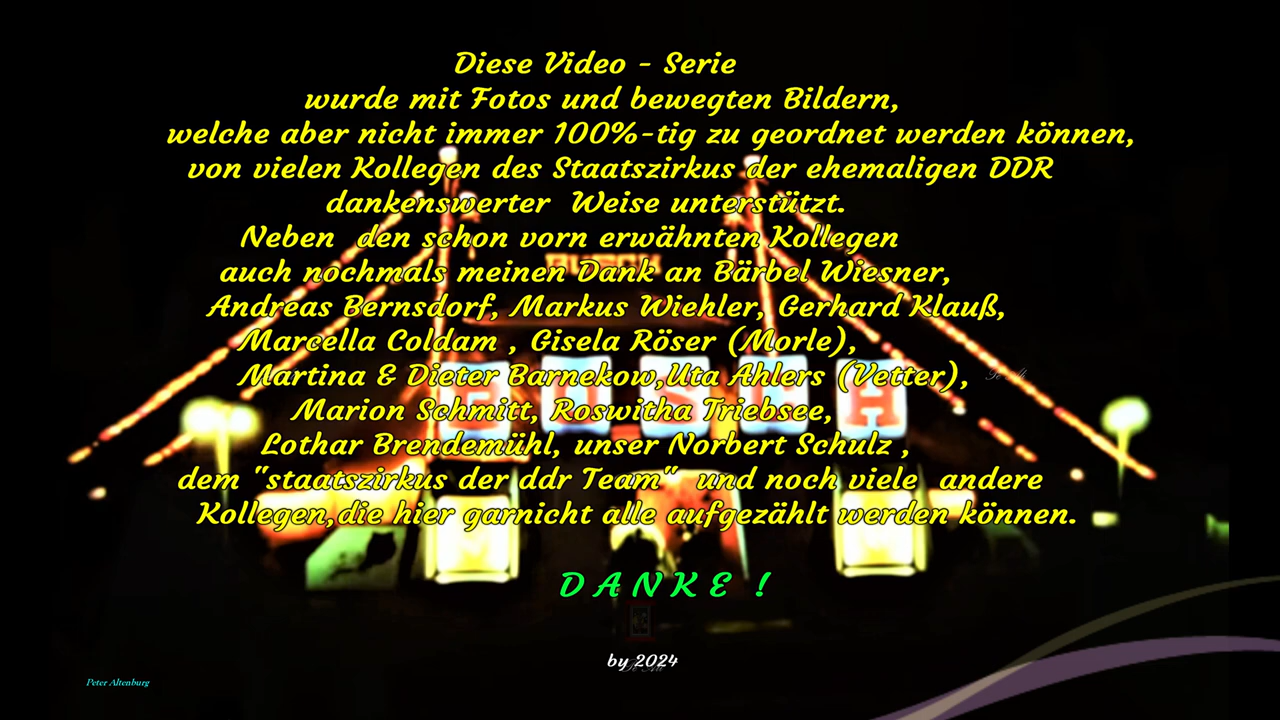 Diese Video - Serie
wurde mit Fotos und bewegten Bildern,
welche aber nicht immer 100%-tig zu geordnet werden können,
von vielen Kollegen des Staatszirkus der ehemaligen DDR
dankenswerter Weise unterstützt.
Neben den schon vorn erwähnten Kollegen
auch nochmals meinen Dank an Bärbel Wiesner,
Andreas Bernsdorf, Markus Wiehler, Gerhard Klauß,
Marcella Coldam , Gisela Röser (Morle),
Martina & Dieter Barnekow,Uta Ahlers (Vetter),
Marion Schmitt, Roswitha Triebsee,
Lothar Brendemühl, unser Norbert Schulz ,
dem "staatszirkus der ddr Team" und noch viele andere
Kollegen,die hier garnicht alle aufgezählt werden können.
BUSCH
BUSCH
D A N K E !
by 2024
Peter Altenburg